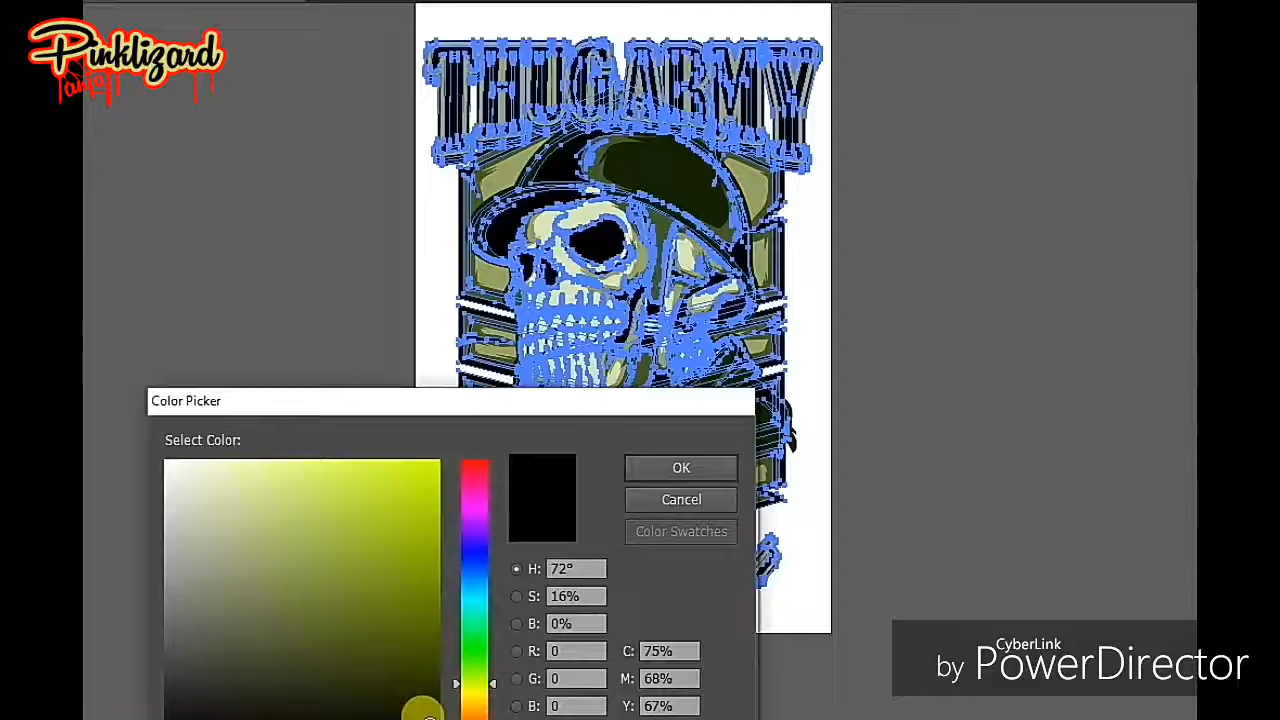 Pinklizard
THUGARMY
Color Picker
Select Color:
OK
Cancel
Color Swatches
H: 72°
S: 16%
B: 0%
R: 0 C: 75%
G: 0 M: 68%
B: 0 Y: 67%
CyberLink
by PowerDirector